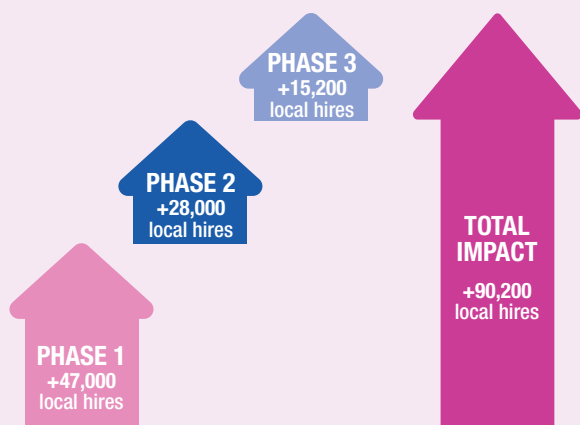 PHASE 3
+15,200
local hires
PHASE 2
+28,000
local hires
PHASE 1
+47,000
local hires
TOTAL
IMPACT
+90,200
local hires